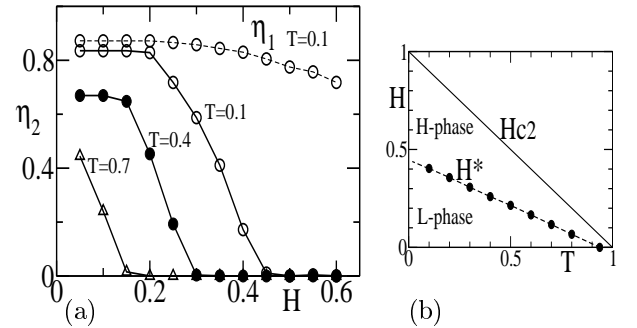 η1 T=0.1
0.8
η2
T=0.1
T=0.4
0.4
T=0.7
0
0 0.2 0.4 H 0.6
(a)
1
H
H-phase
Hc2
0.5
H*
L-phase
0
0 0.5 T 1
(b)